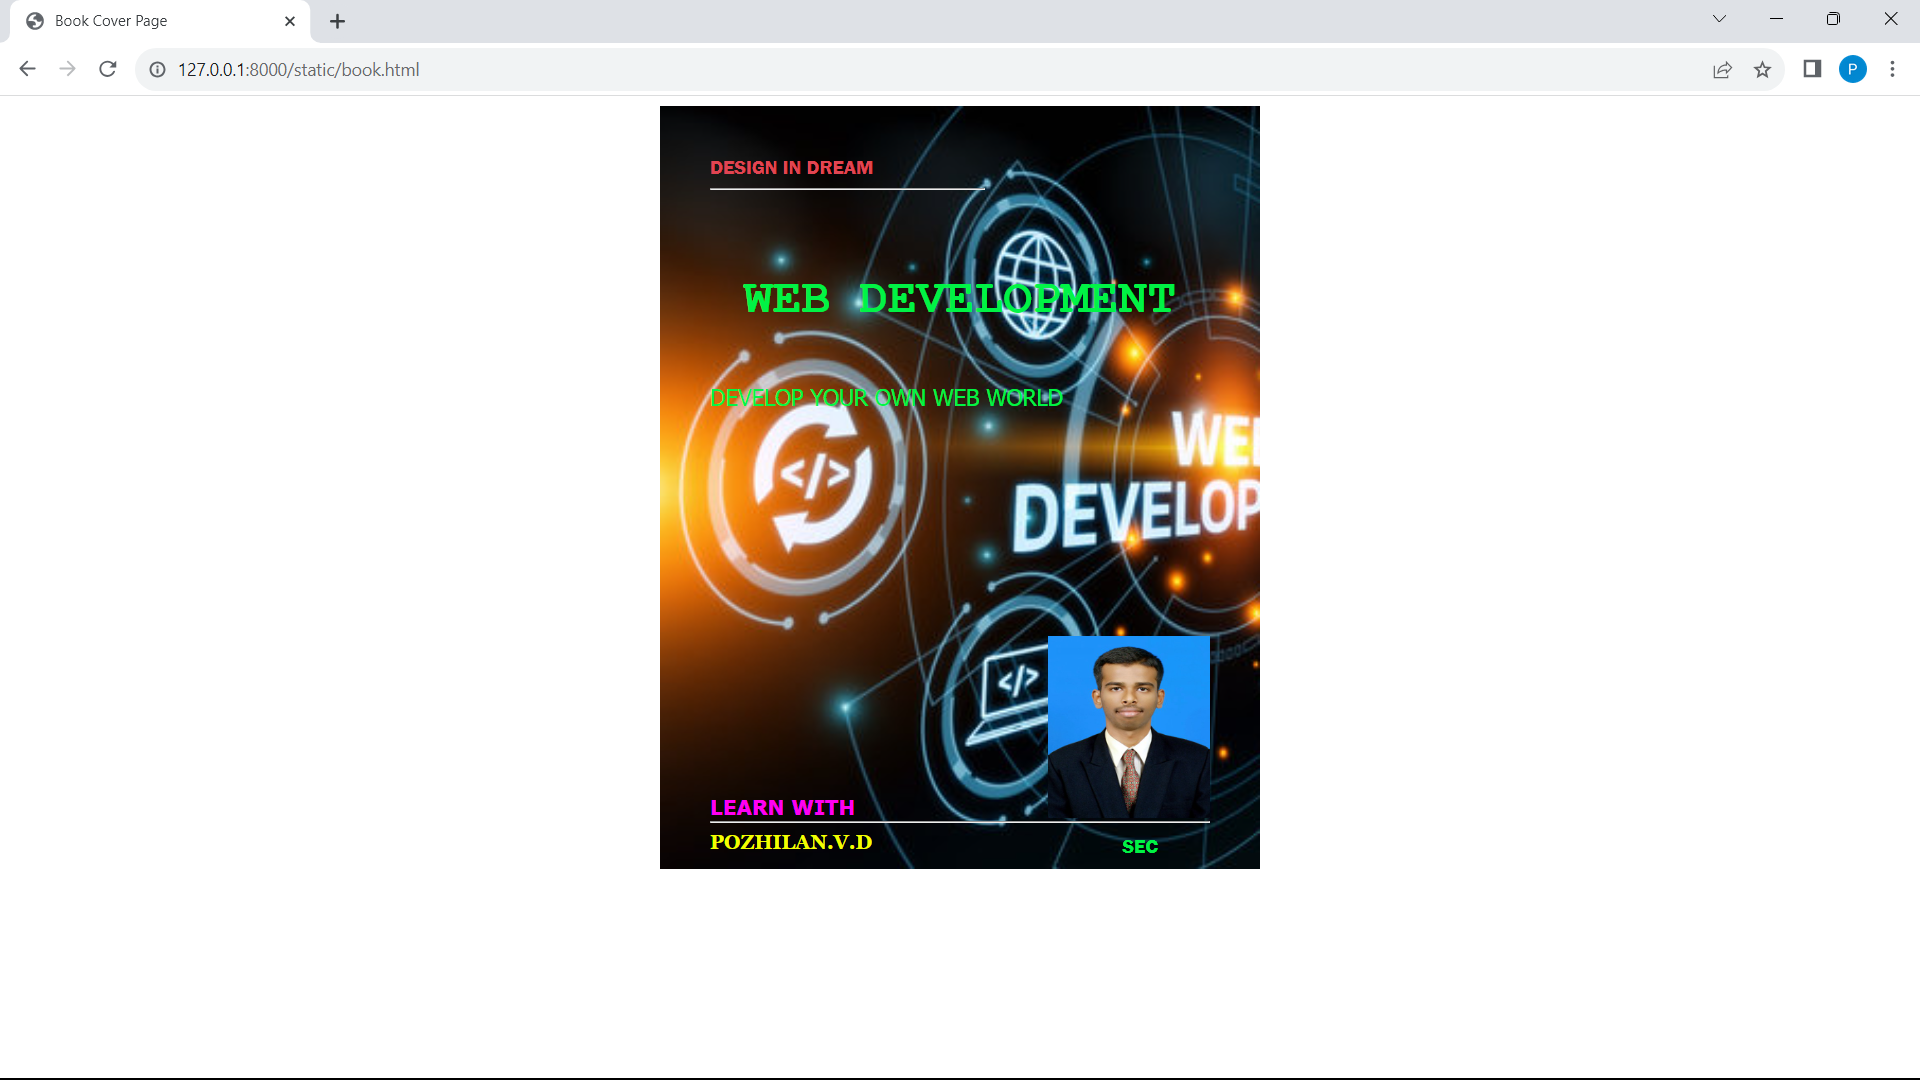 Book Cover Page
127.0.0.1:8000/static/book.html
P
DESIGN IN DREAM
WEB DEVELOPMENT
DEVELOP YOUR OWN WEB WORLD
</>
DEVELOP
</>
LEARN WITH
POZHILAN.V.D
SEC